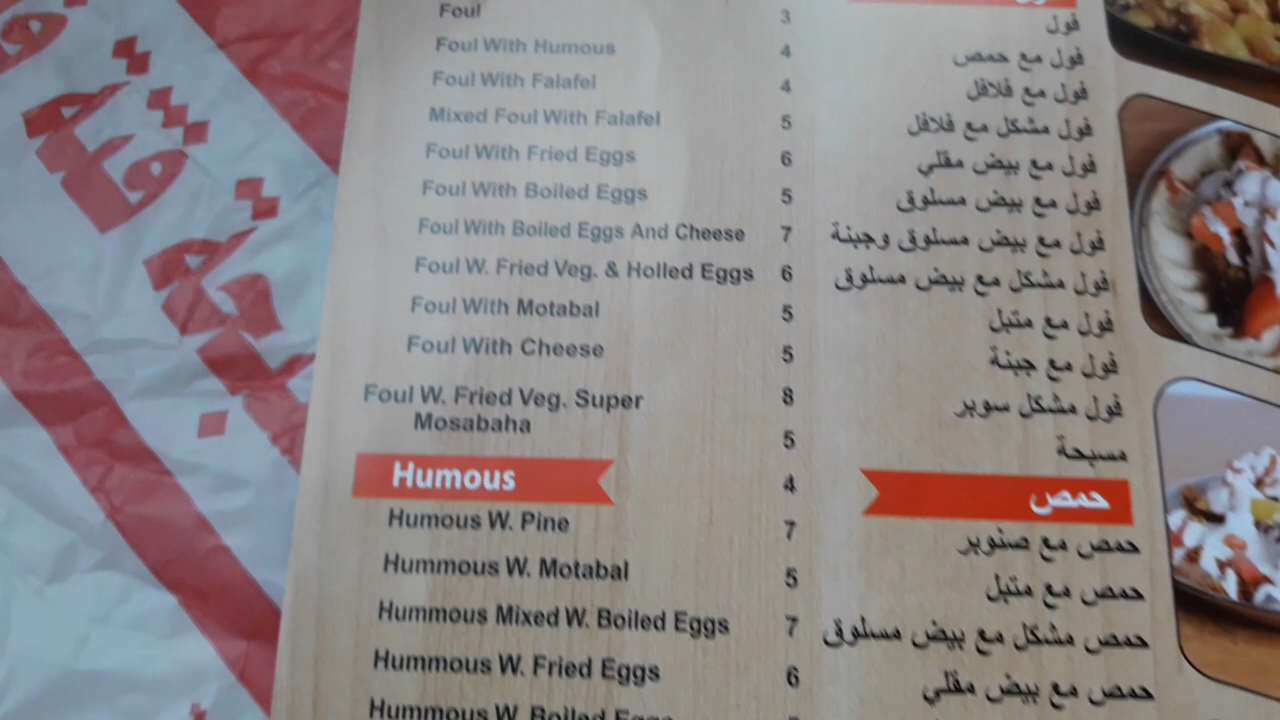 Foul 3 فول
Foul With Humous 4 فول مع حمص
Foul With Falafel 4 فول مع فلافل
Mixed Foul With Falafel 5 فول مشكل مع فلافل
Foul With Fried Eggs 6 فول مع بيض مقلي
Foul With Boiled Eggs 5 فول مع بيض مسلوق
Foul With Boiled Eggs And Cheese 7 فول مع بيض مسلوق وجبنة
Foul W. Fried Veg. & Holled Eggs 6 فول مشكل مع بيض مسلوق
Foul With Motabal 5 فول مع متبل
Foul With Cheese 5 فول مع جبنة
Foul W. Fried Veg. Super 8 فول مشكل سوبر
Mosabaha 5 مسبحة
Humous 4 حمص
Humous W. Pine 7 حمص مع صنوبر
Hummous W. Motabal 5 حمص مع متبل
Hummous Mixed W. Boiled Eggs 7 حمص مشكل مع بيض مسلوق
Hummous W. Fried Eggs 6 حمص مع بيض مقلي
Hummous W. Boiled Eggs